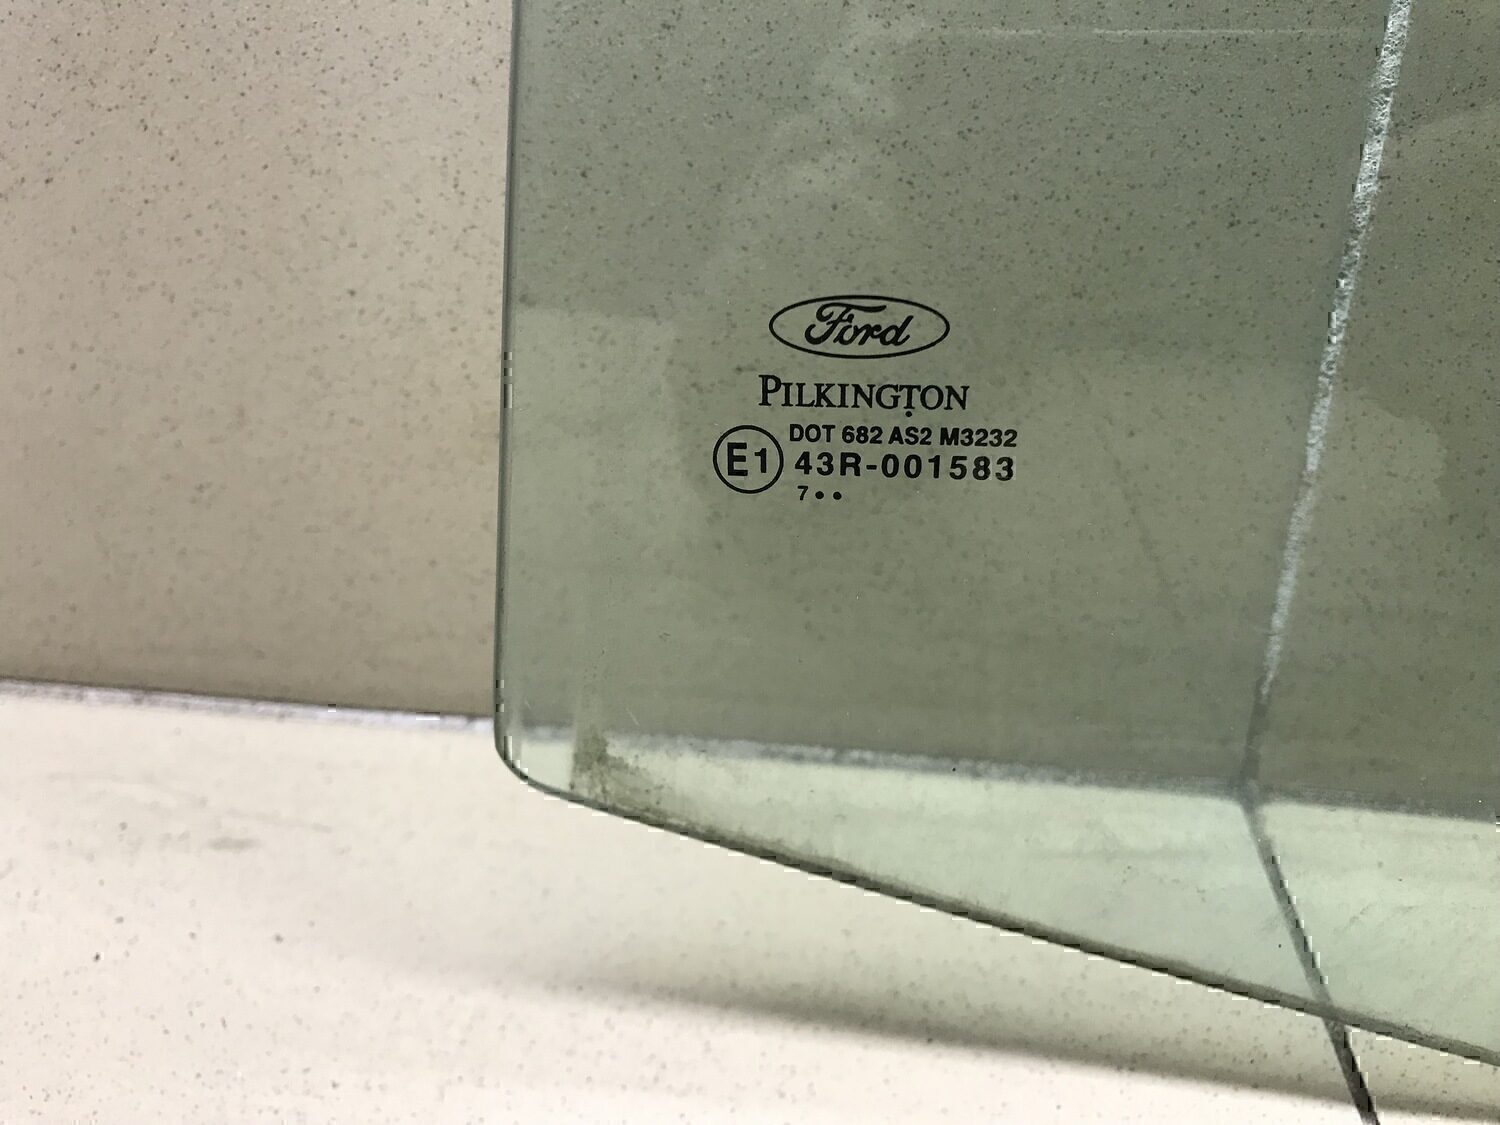 Ford
PILKINGTON
DOT 682 AS2 M3232
E1 43R-001583
7••